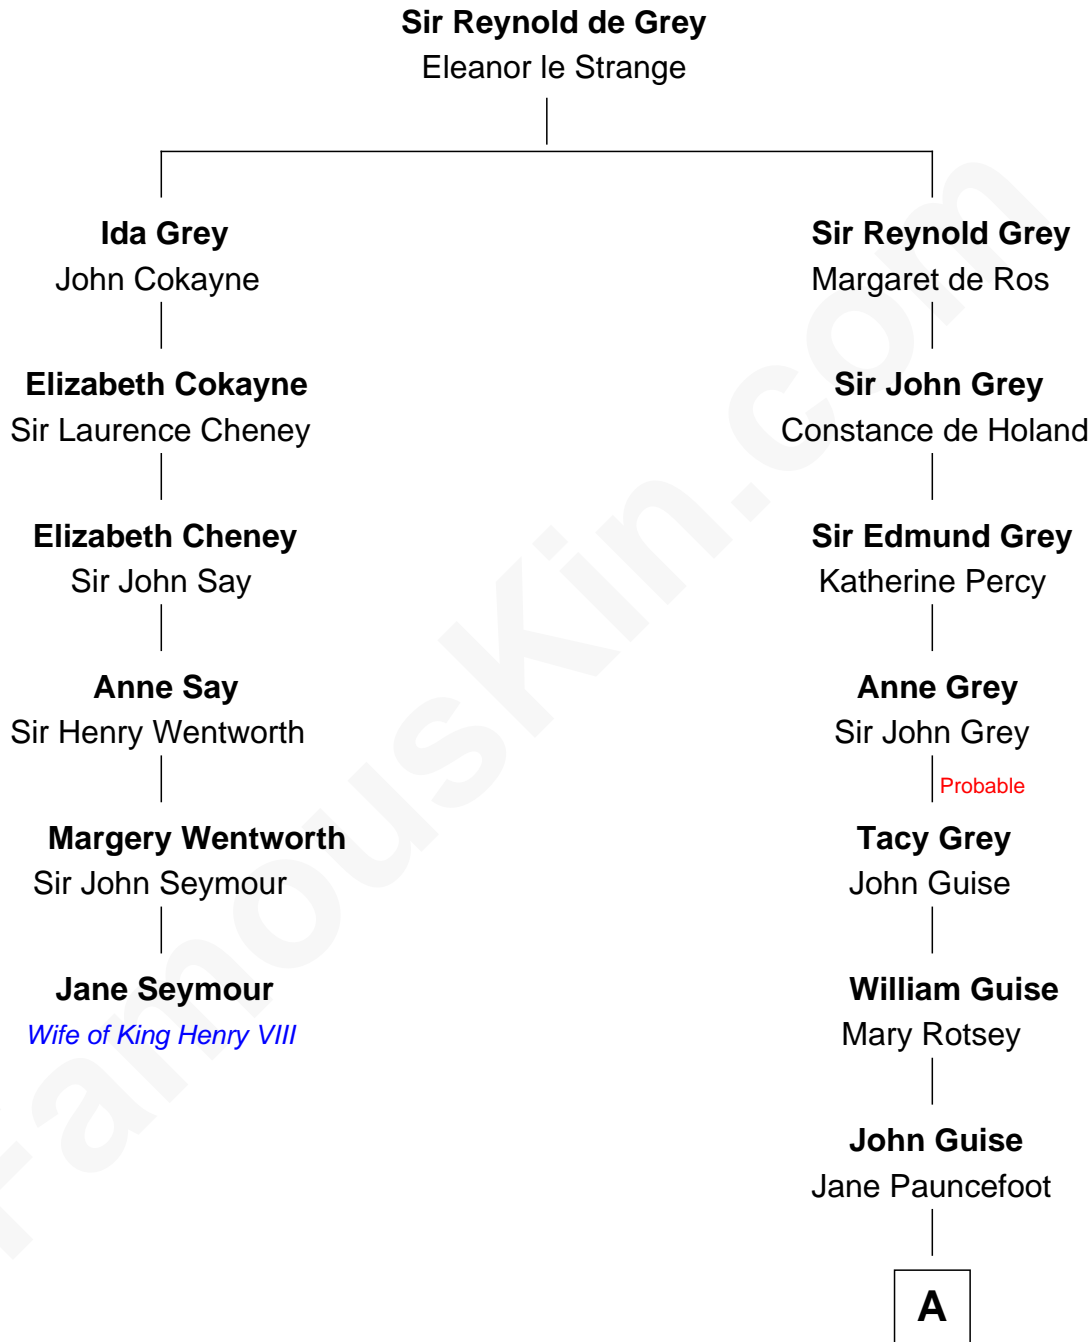 Sir Reynold de Grey
Eleanor le Strange
Ida Grey
John Cokayne
Elizabeth Cokayne
Sir Laurence Cheney
Elizabeth Cheney
Sir John Say
Anne Say
Sir Henry Wentworth
Margery Wentworth
Sir John Seymour
Jane Seymour
Wife of King Henry VIII
Sir Reynold Grey
Margaret de Ros
Sir John Grey
Constance de Holand
Sir Edmund Grey
Katherine Percy
Anne Grey
Sir John Grey
Probable
Tacy Grey
John Guise
William Guise
Mary Rotsey
John Guise
Jane Pauncefoot
A
FamousKin.com